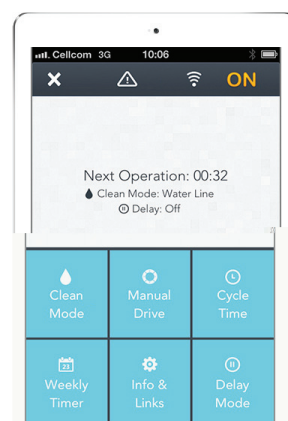 Cellcom 3G 10:06
ON
Next Operation: 00:32
Clean Mode: Water Line
Delay: Off
Clean Mode
Manual Drive
Cycle Time
23
Weekly Timer
Info & Links
Delay Mode